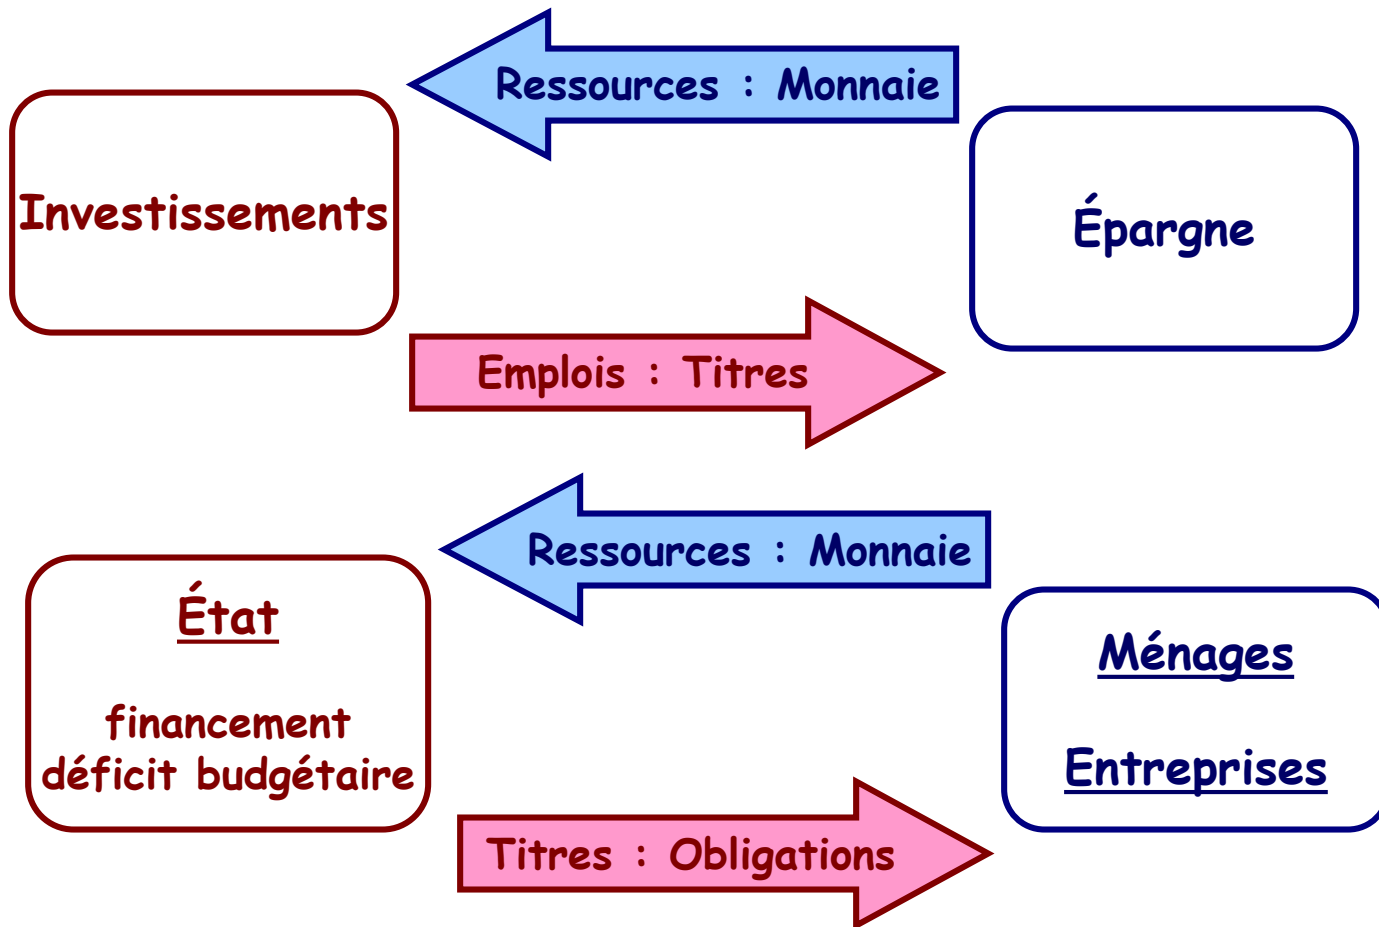 Ressources : Monnaie
Investissements
Épargne
Emplois : Titres
Ressources : Monnaie
État
financement
déficit budgétaire
Ménages
Entreprises
Titres : Obligations